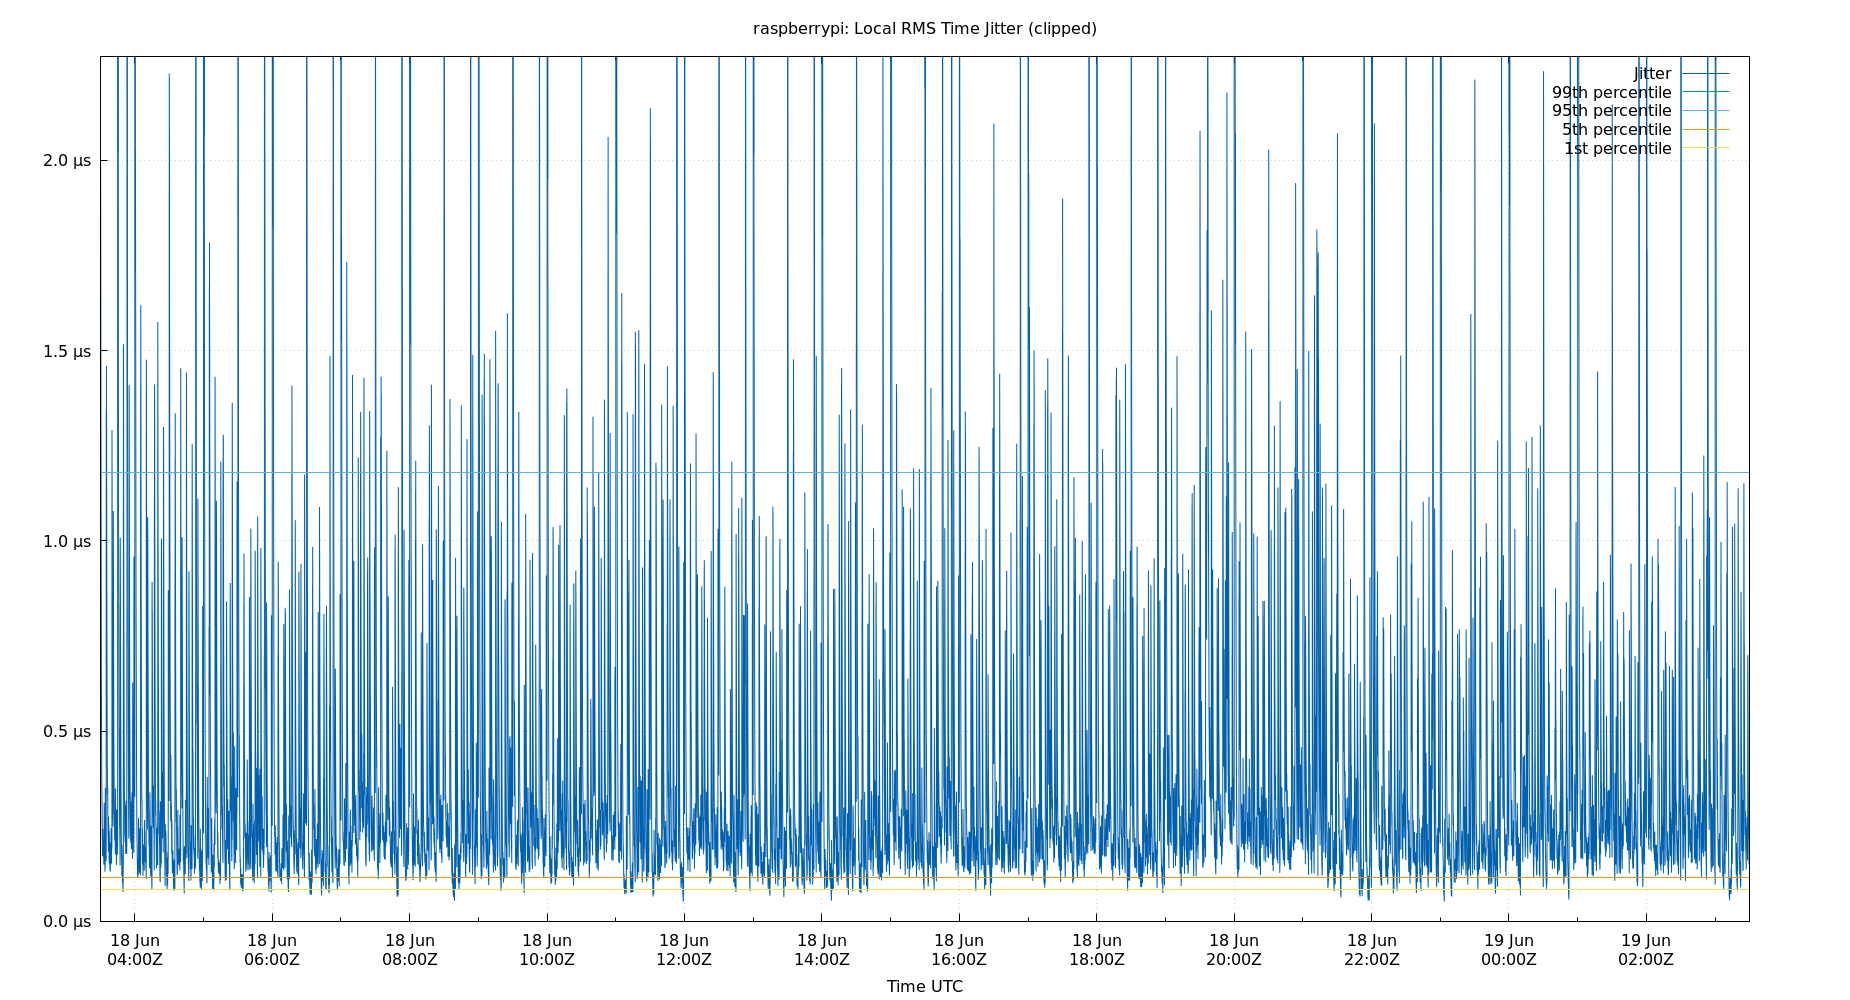 raspberrypi: Local RMS Time Jitter (clipped)
Jitter
99th percentile
95th percentile
5th percentile
1st percentile
2.0 µs
1.5 µs
1.0 µs
0.5 µs
0.0 µs
18 Jun 18 Jun 18 Jun 18 Jun 18 Jun 18 Jun 18 Jun 18 Jun 18 Jun 18 Jun 19 Jun 19 Jun
04:00Z 06:00Z 08:00Z 10:00Z 12:00Z 14:00Z 16:00Z 18:00Z 20:00Z 22:00Z 00:00Z 02:00Z
Time UTC